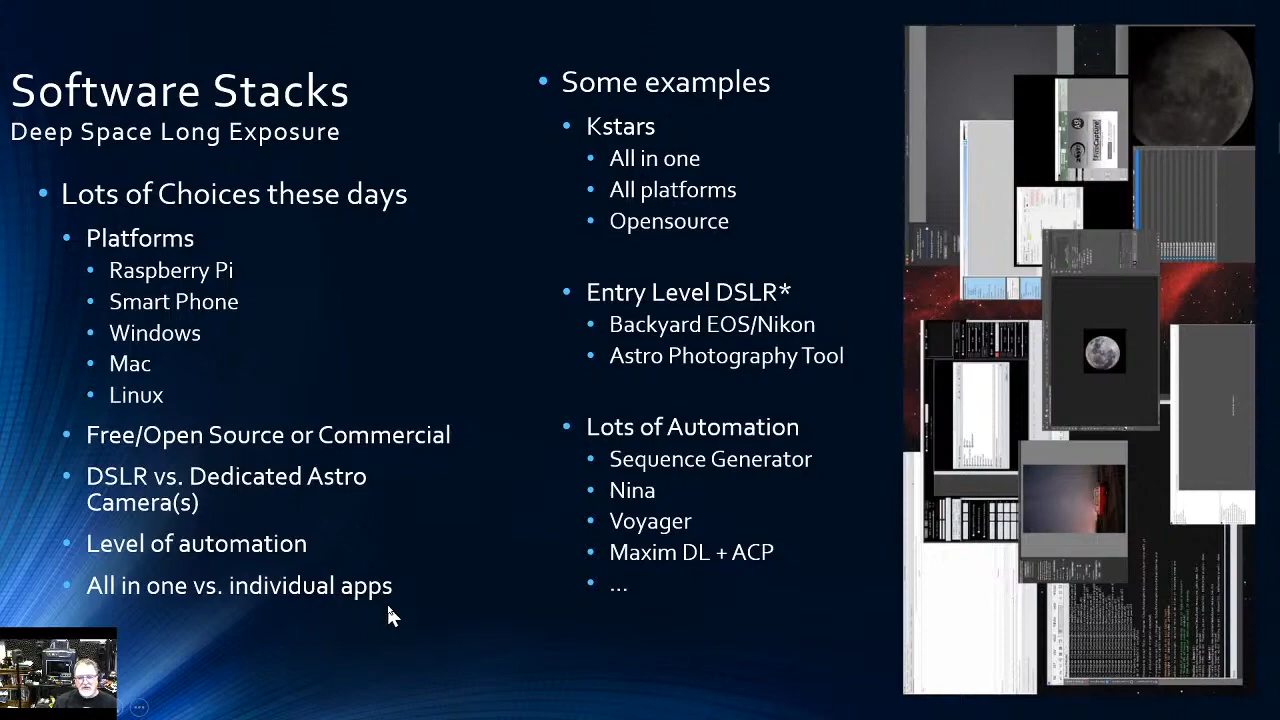 Software Stacks
Deep Space Long Exposure
Lots of Choices these days
Platforms
Raspberry Pi
Smart Phone
Windows
Mac
Linux
Free/Open Source or Commercial
DSLR vs. Dedicated Astro
Camera(s)
Level of automation
All in one vs. individual apps
Some examples
Kstars
All in one
All platforms
Opensource
Entry Level DSLR*
Backyard EOS/Nikon
Astro Photography Tool
Lots of Automation
Sequence Generator
Nina
Voyager
Maxim DL + ACP
...
FireCapture